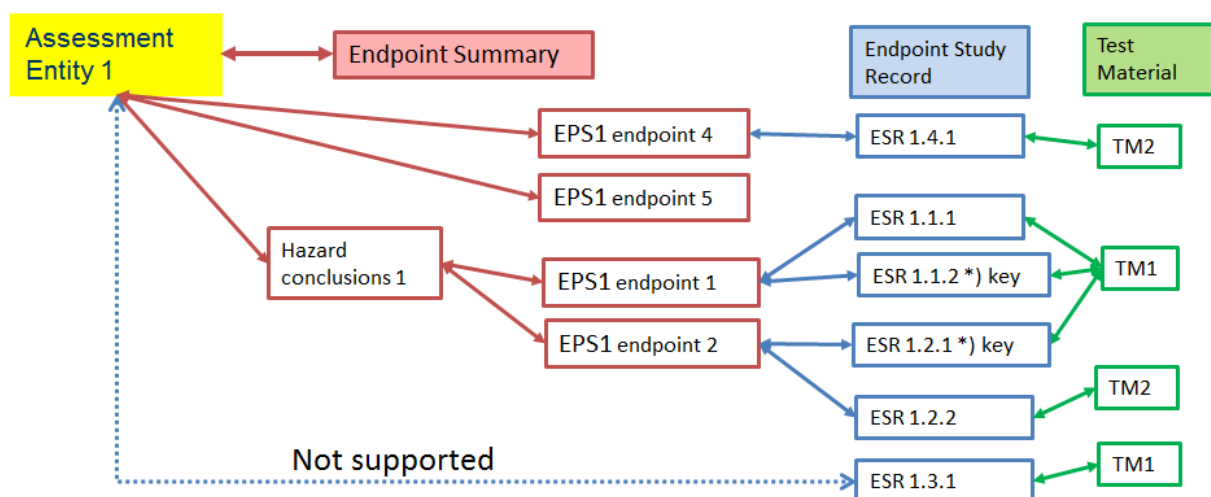 Assessment
Entity 1
Endpoint Summary
Endpoint Study
Record
Test
Material
EPS1 endpoint 4
ESR 1.4.1
TM2
EPS1 endpoint 5
ESR 1.1.1
Hazard
conclusions 1
EPS1 endpoint 1
ESR 1.1.2 *) key
TM1
EPS1 endpoint 2
ESR 1.2.1 *) key
TM2
ESR 1.2.2
Not supported
ESR 1.3.1
TM1